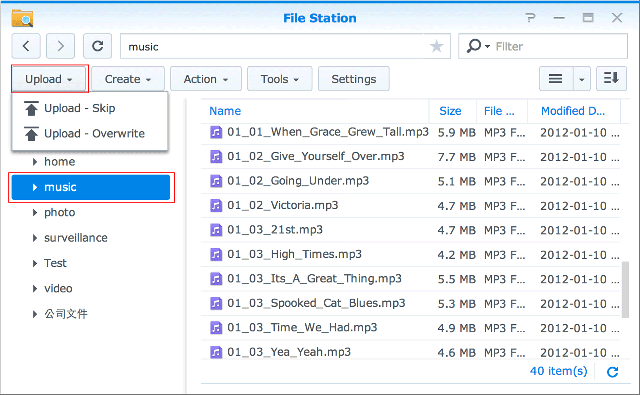 File Station
?
music
Filter
Upload Create Action Tools Settings
Upload - Skip
Upload - Overwrite
home
music
photo
surveillance
Test
video
公司文件
Name Size File ... Modified D...
01_01_When_Grace_Grew_Tall.mp3 5.9 MB MP3 F... 2012-01-10 ...
01_02_Give_Yourself_Over.mp3 7.7 MB MP3 F... 2012-01-10 ...
01_02_Going_Under.mp3 5.1 MB MP3 F... 2012-01-10 ...
01_02_Victoria.mp3 4.7 MB MP3 F... 2012-01-10 ...
01_03_21st.mp3 4.7 MB MP3 F... 2012-01-10 ...
01_03_High_Times.mp3 4.2 MB MP3 F... 2012-01-10 ...
01_03_Its_A_Great_Thing.mp3 5.5 MB MP3 F... 2012-01-10 ...
01_03_Spooked_Cat_Blues.mp3 5.3 MB MP3 F... 2012-01-10 ...
01_03_Time_We_Had.mp3 4.9 MB MP3 F... 2012-01-10 ...
01_03_Yea_Yeah.mp3 4.6 MB MP3 F... 2012-01-10 ...
40 item(s)